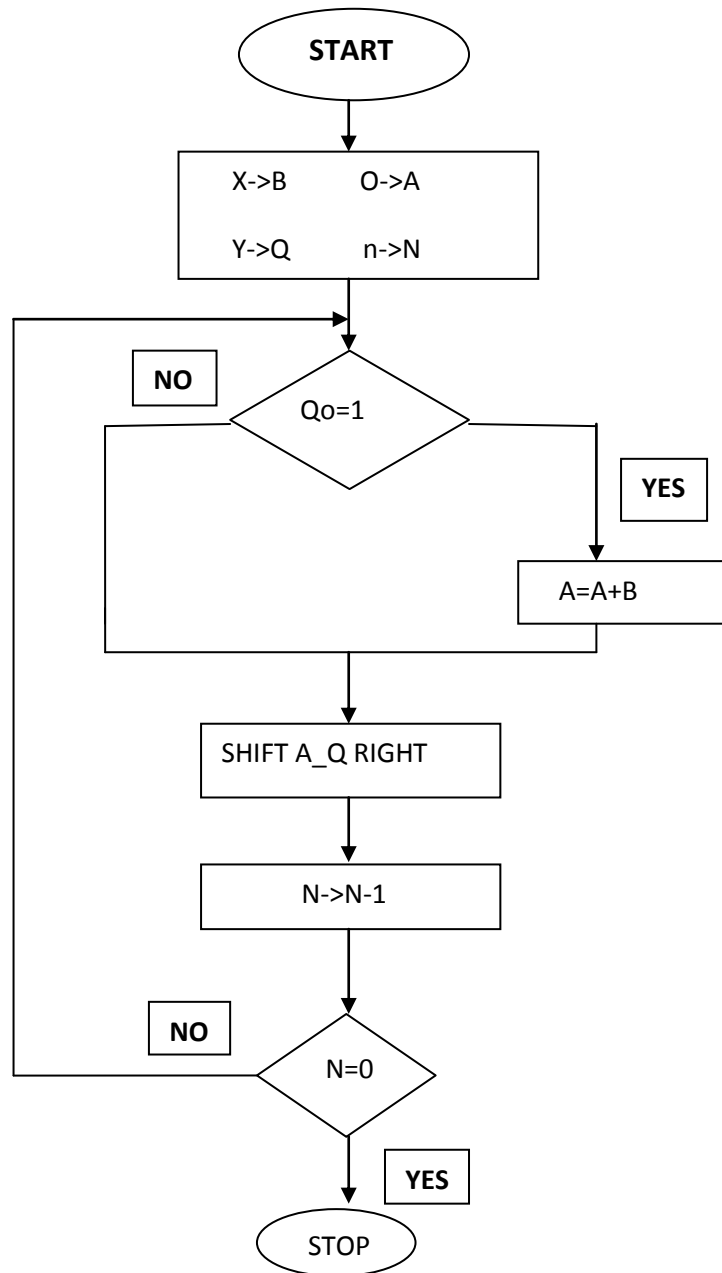 START
X->B O->A
Y->Q n->N
NO
Qo=1
YES
A=A+B
SHIFT A_Q RIGHT
N->N-1
NO
N=0
YES
STOP